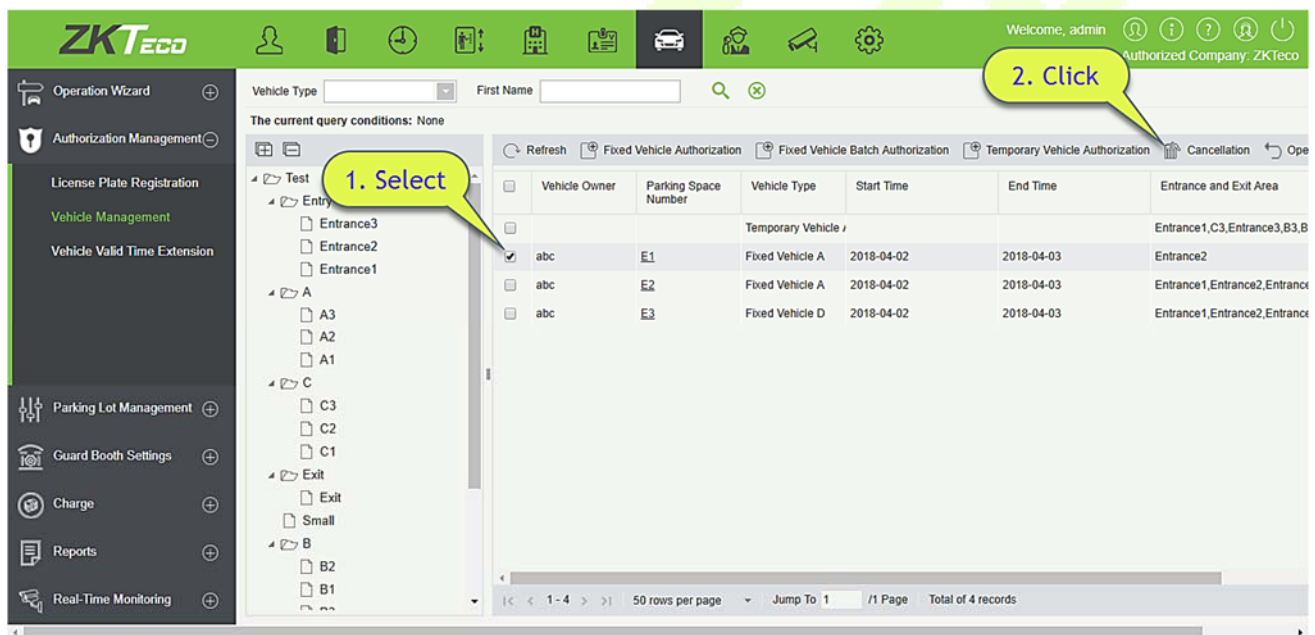 ZKTeco
Welcome, admin
Authorized Company: ZKTeco
2. Click
Operation Wizard
Authorization Management
License Plate Registration
Vehicle Management
Vehicle Valid Time Extension
Parking Lot Management
Guard Booth Settings
Charge
Reports
Real-Time Monitoring
Vehicle Type First Name
The current query conditions: None
1. Select
Test
Entry
Entrance3
Entrance2
Entrance1
A
A3
A2
A1
C
C3
C2
C1
Exit
Exit
Small
B
B2
B1
Refresh Fixed Vehicle Authorization Fixed Vehicle Batch Authorization Temporary Vehicle Authorization Cancellation Ope
Vehicle Owner Parking Space Number Vehicle Type Start Time End Time Entrance and Exit Area
Temporary Vehicle Entrance1,C3,Entrance3,B3,B
abc E1 Fixed Vehicle A 2018-04-02 2018-04-03 Entrance2
abc E2 Fixed Vehicle A 2018-04-02 2018-04-03 Entrance1,Entrance2,Entrance
abc E3 Fixed Vehicle D 2018-04-02 2018-04-03 Entrance1,Entrance2,Entrance
1-4 50 rows per page Jump To 1 /1 Page Total of 4 records